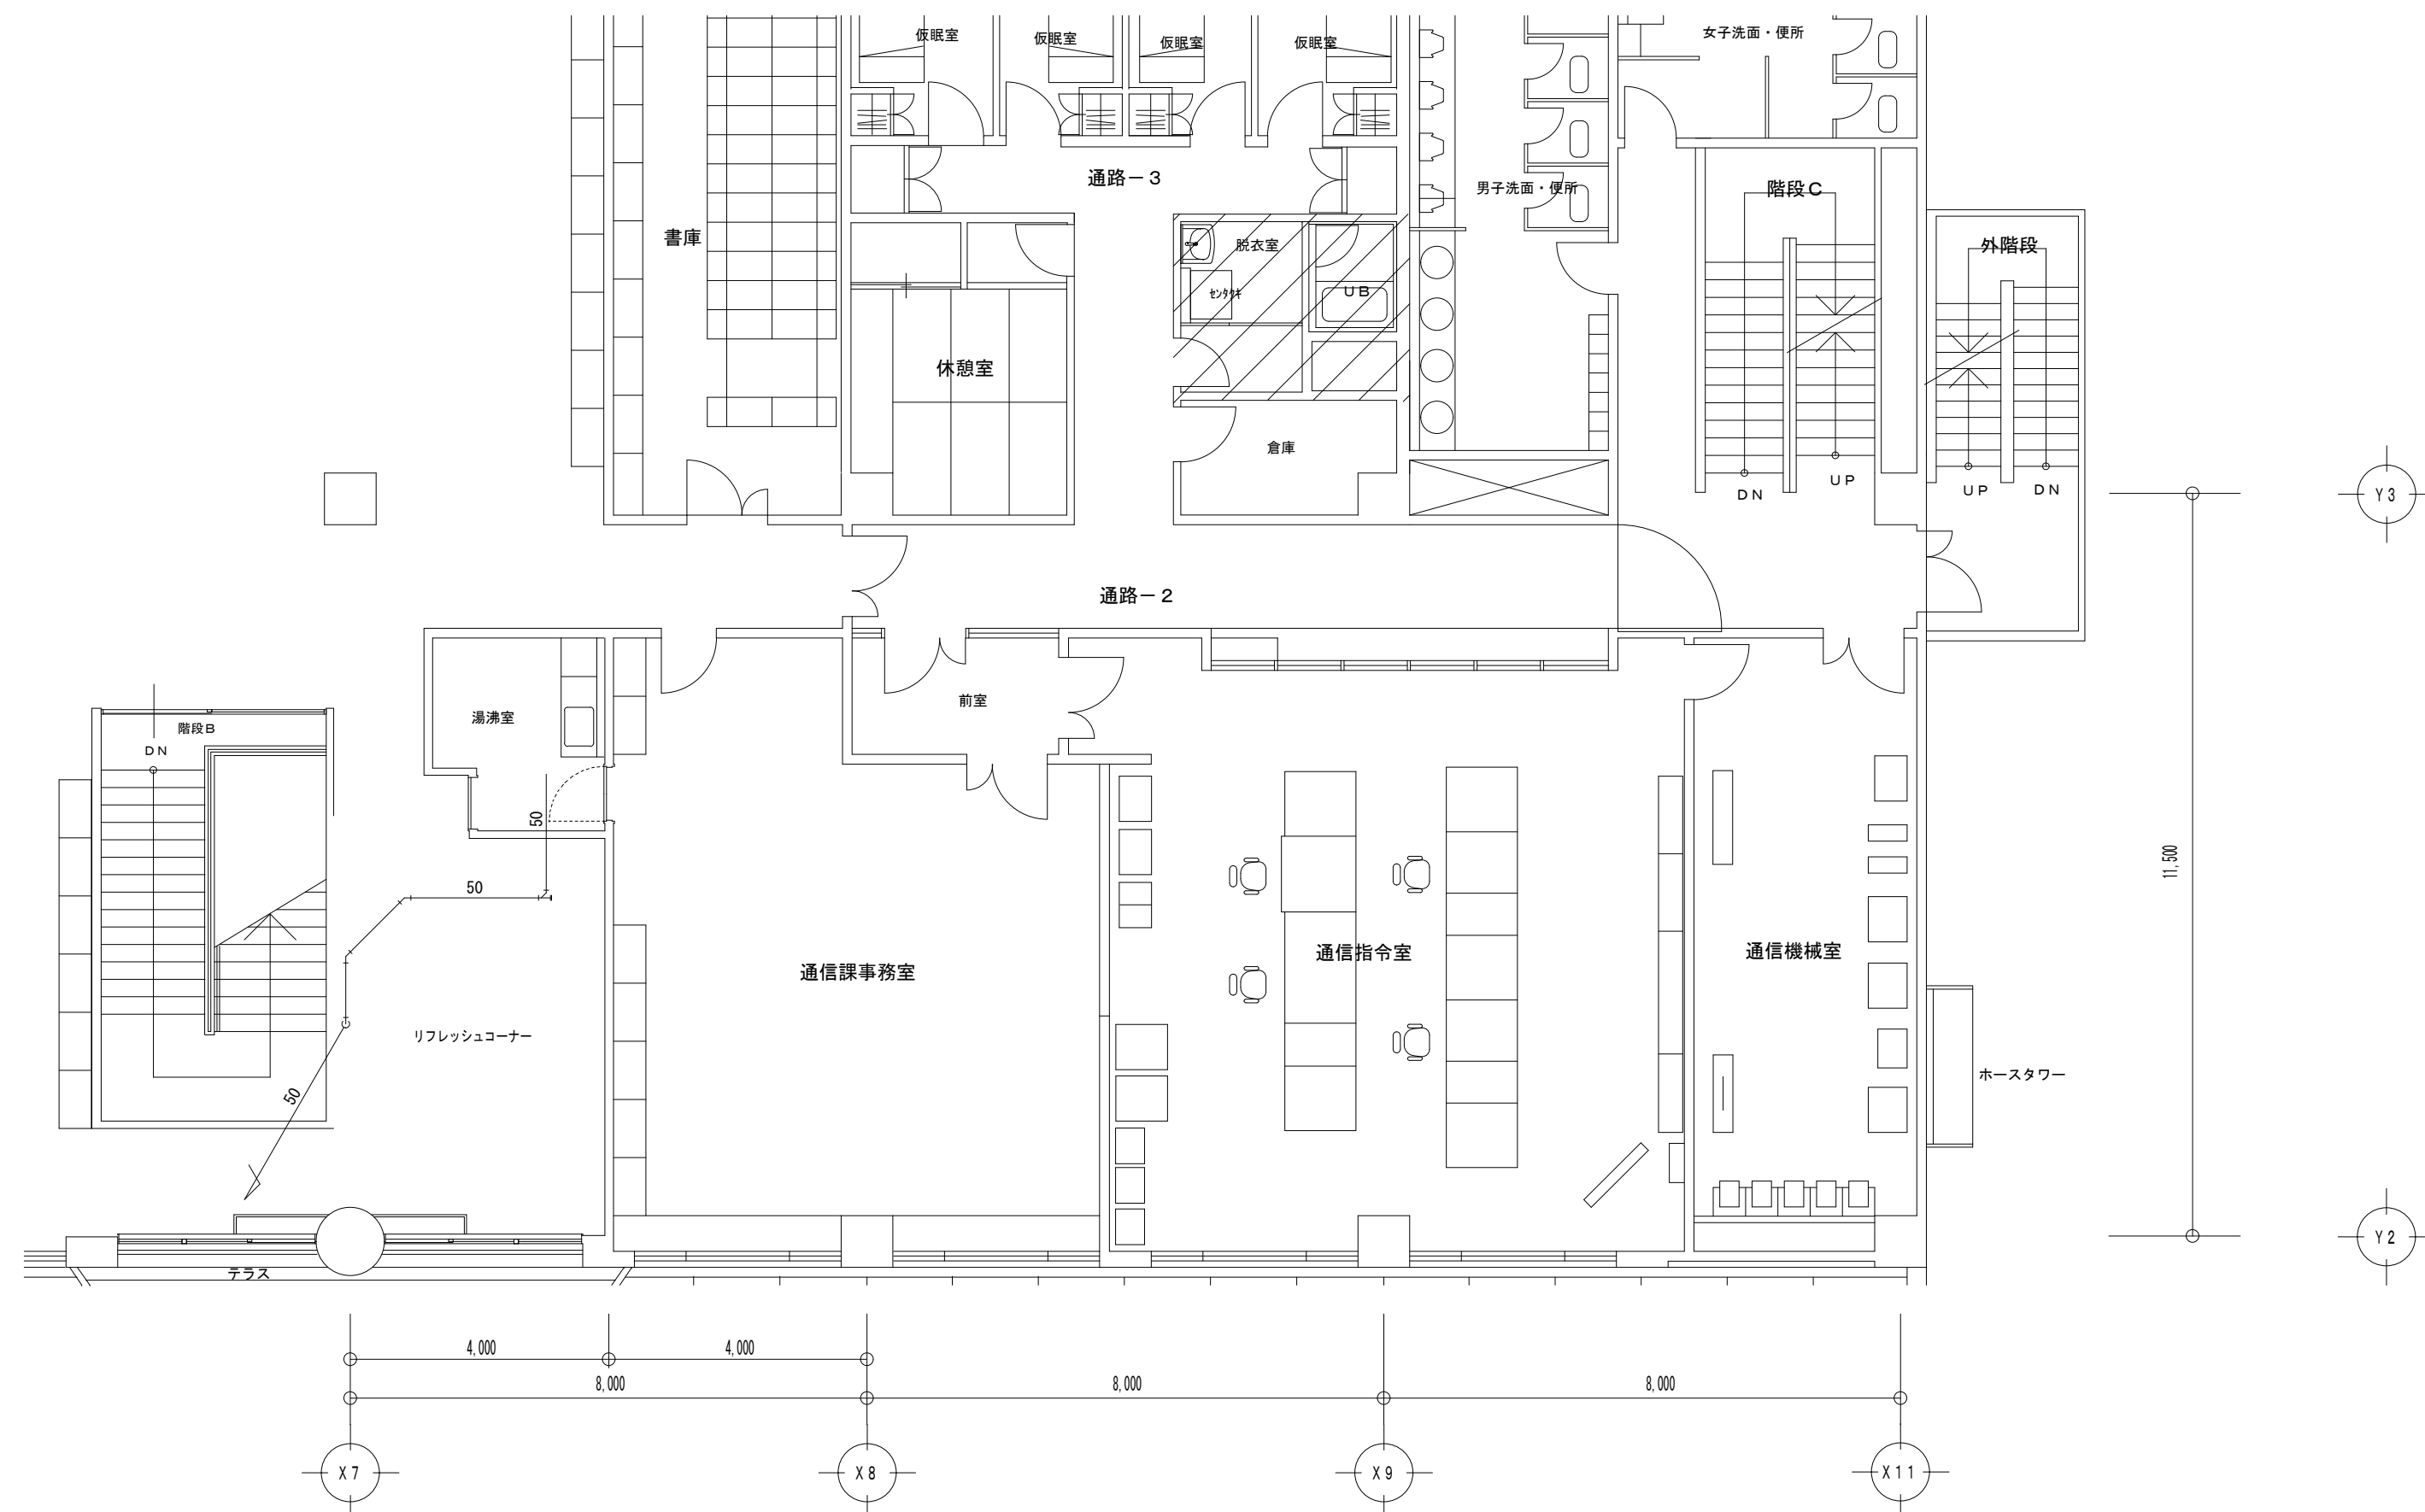 仮眠室
仮眠室
仮眠室
仮眠室
女子洗面・便所
通路－3
男子洗面・便所
階段C
書庫
脱衣室
外階段
センタクキ
UB
休憩室
倉庫
DN
UP
UP
DN
Y3
通路－2
前室
湯沸室
階段B
DN
50
11,500
50
通信課事務室
通信指令室
通信機械室
リフレッシュコーナー
ホースタワー
50
Y2
テラス
4,000
4,000
8,000
8,000
8,000
X7
X8
X9
X11